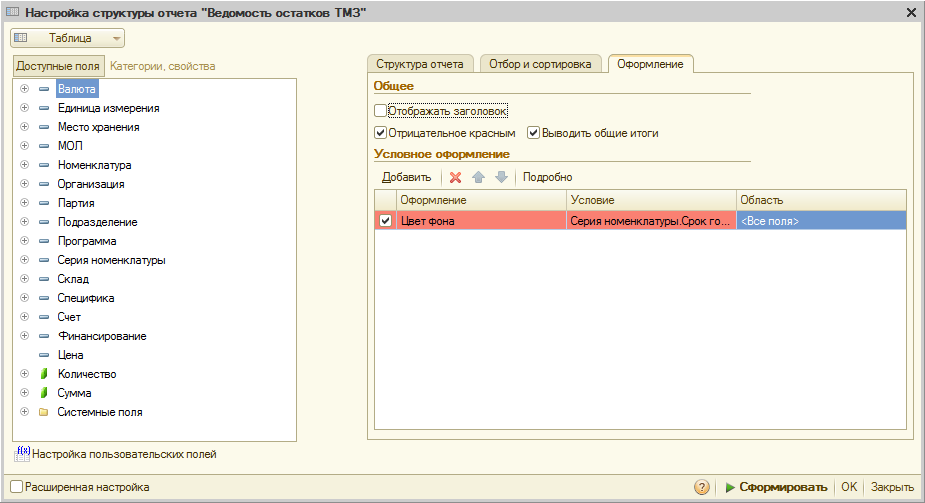 Настройка структуры отчета "Ведомость остатков ТМЗ"
Таблица
Доступные поля Категории, свойства
Валюта
Единица измерения
Место хранения
МОЛ
Номенклатура
Организация
Партия
Подразделение
Программа
Серия номенклатуры
Склад
Специфика
Счет
Финансирование
Цена
Количество
Сумма
Системные поля
f(x) Настройка пользовательских полей
Структура отчета Отбор и сортировка Оформление
Общее
Отображать заголовок
Отрицательное красным Выводить общие итоги
Условное оформление
Добавить Подробно
Оформление Условие Область
Цвет фона Серия номенклатуры.Срок го... <Все поля>
Расширенная настройка ? Сформировать ОК Закрыть